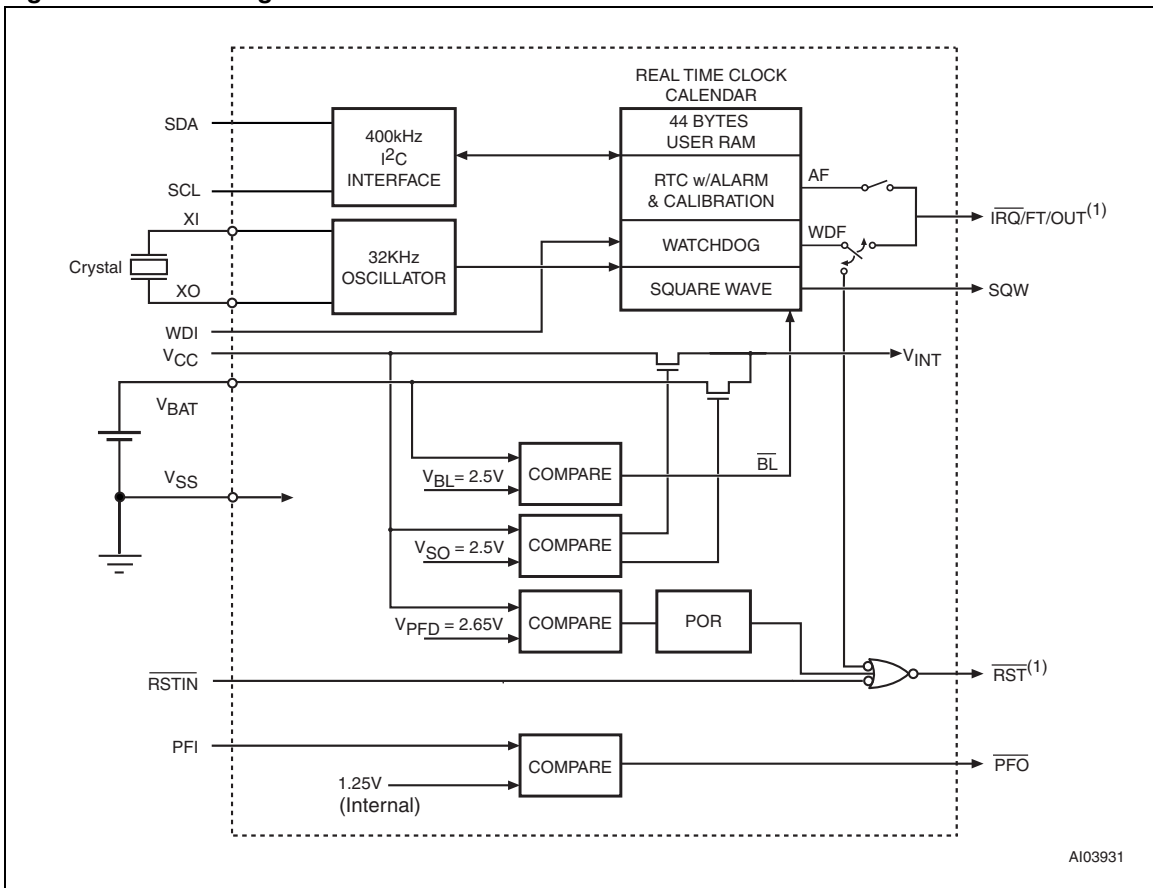 REAL TIME CLOCK
CALENDAR
SDA
400kHz
I2C
INTERFACE
SCL
44 BYTES
USER RAM
RTC w/ALARM
& CALIBRATION
AF
IRQ/FT/OUT(1)
XI
Crystal
XO
32KHz
OSCILLATOR
WATCHDOG
WDF
SQUARE WAVE
SQW
WDI
VCC
VINT
VBAT
VBL= 2.5V
COMPARE
BL
VSS
VSO = 2.5V
COMPARE
VPFD = 2.65V
COMPARE
POR
RSTIN
RST(1)
PFI
COMPARE
PFO
1.25V
(Internal)
AI03931